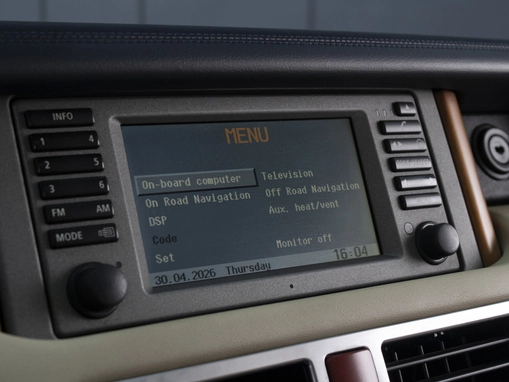 INFO
1 4
2 5
3 6
FM AM
MODE
MENU
On-board computer
Television
On Road Navigation
Off Road Navigation
DSP
Aux. heat/vent
Code
Set
Monitor off
30.04.2026 Thursday
16:04